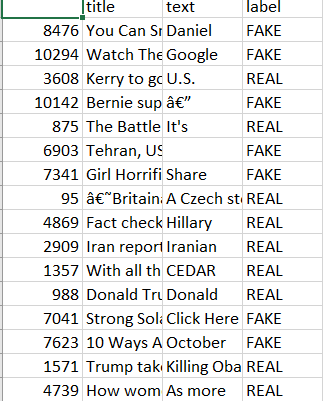 title text label
8476 You Can Sr Daniel FAKE
10294 Watch The Google FAKE
3608 Kerry to go U.S. REAL
10142 Bernie sup â€” FAKE
875 The Battle It's REAL
6903 Tehran, US FAKE
7341 Girl Horrifi Share FAKE
95 â€˜Britain A Czech st REAL
4869 Fact check Hillary REAL
2909 Iran report Iranian REAL
1357 With all th CEDAR REAL
988 Donald Tru Donald REAL
7041 Strong Sola Click Here FAKE
7623 10 Ways A October FAKE
1571 Trump tak Killing Oba REAL
4739 How wom As more REAL